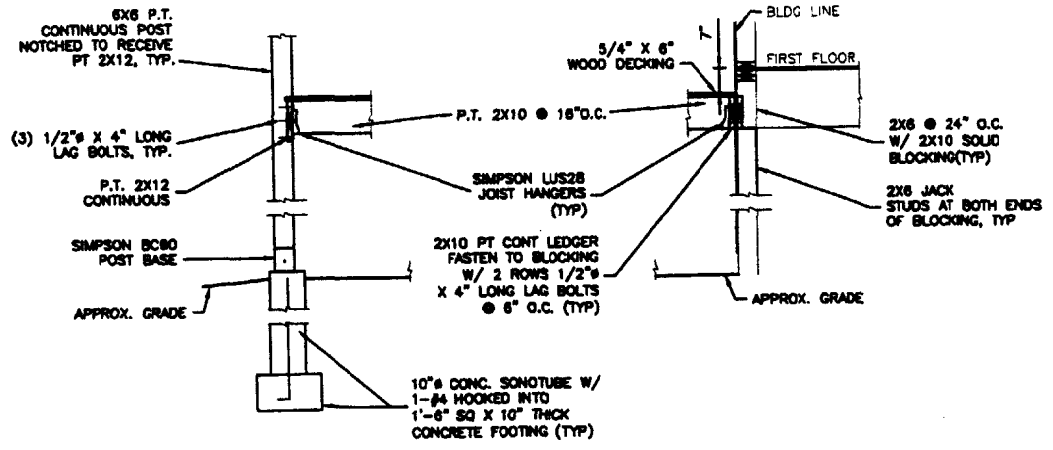 6X6 P.T.
CONTINUOUS POST
NOTCHED TO RECEIVE
PT 2X12, TYP.
(3) 1/2"ø X 4" LONG
LAG BOLTS, TYP.
P.T. 2X12
CONTINUOUS
SIMPSON BC60
POST BASE
APPROX. GRADE
10"ø CONC. SONOTUBE W/
1-#4 HOOKED INTO
1'-6" SQ X 10" THICK
CONCRETE FOOTING (TYP)
P.T. 2X10 @ 16"O.C.
SIMPSON LUS28
JOIST HANGERS
(TYP)
2X10 PT CONT LEDGER
FASTEN TO BLOCKING
W/ 2 ROWS 1/2"ø
X 4" LONG LAG BOLTS
@ 6" O.C. (TYP)
5/4" X 6"
WOOD DECKING
7"
BLDG LINE
FIRST FLOOR
2X6 @ 24" O.C.
W/ 2X10 SOLID
BLOCKING(TYP)
2X6 JACK
STUDS AT BOTH ENDS
OF BLOCKING, TYP
APPROX. GRADE